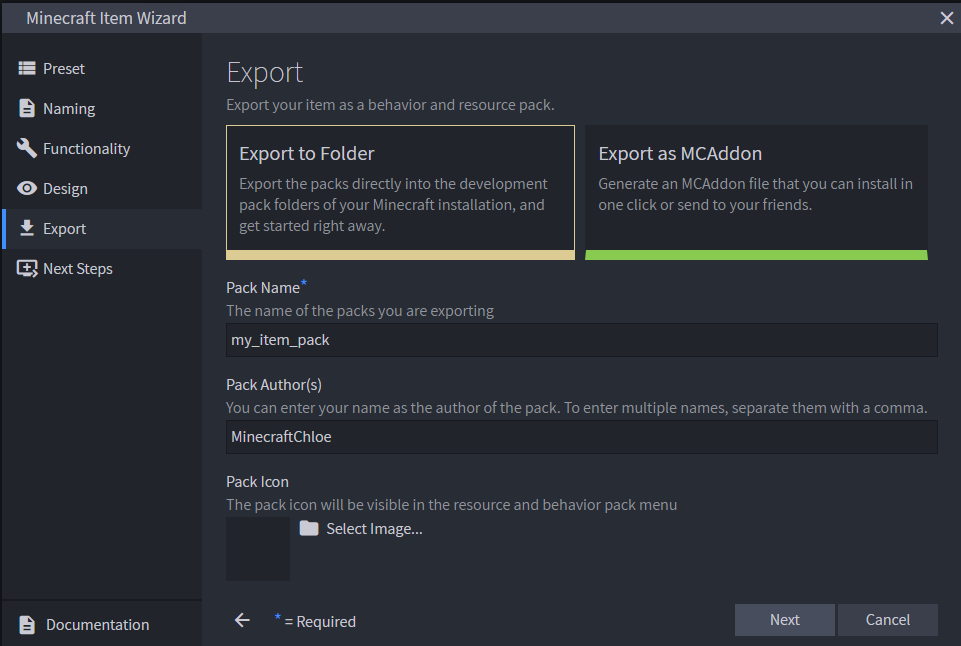 Minecraft Item Wizard
Preset
Naming
Functionality
Design
Export
Next Steps
Documentation
Export
Export your item as a behavior and resource pack.
Export to Folder
Export the packs directly into the development
pack folders of your Minecraft installation, and
get started right away.
Export as MCAddon
Generate an MCAddon file that you can install in
one click or send to your friends.
Pack Name*
The name of the packs you are exporting
my_item_pack
Pack Author(s)
You can enter your name as the author of the pack. To enter multiple names, separate them with a comma.
MinecraftChloe
Pack Icon
The pack icon will be visible in the resource and behavior pack menu
Select Image...
* = Required
Next
Cancel